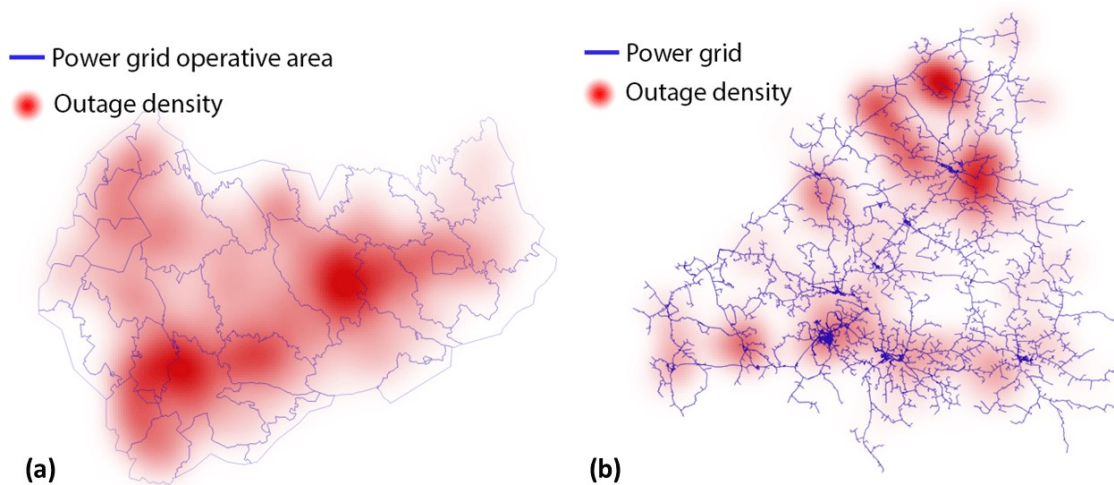 Power grid operative area
Outage density
(a)
Power grid
Outage density
(b)